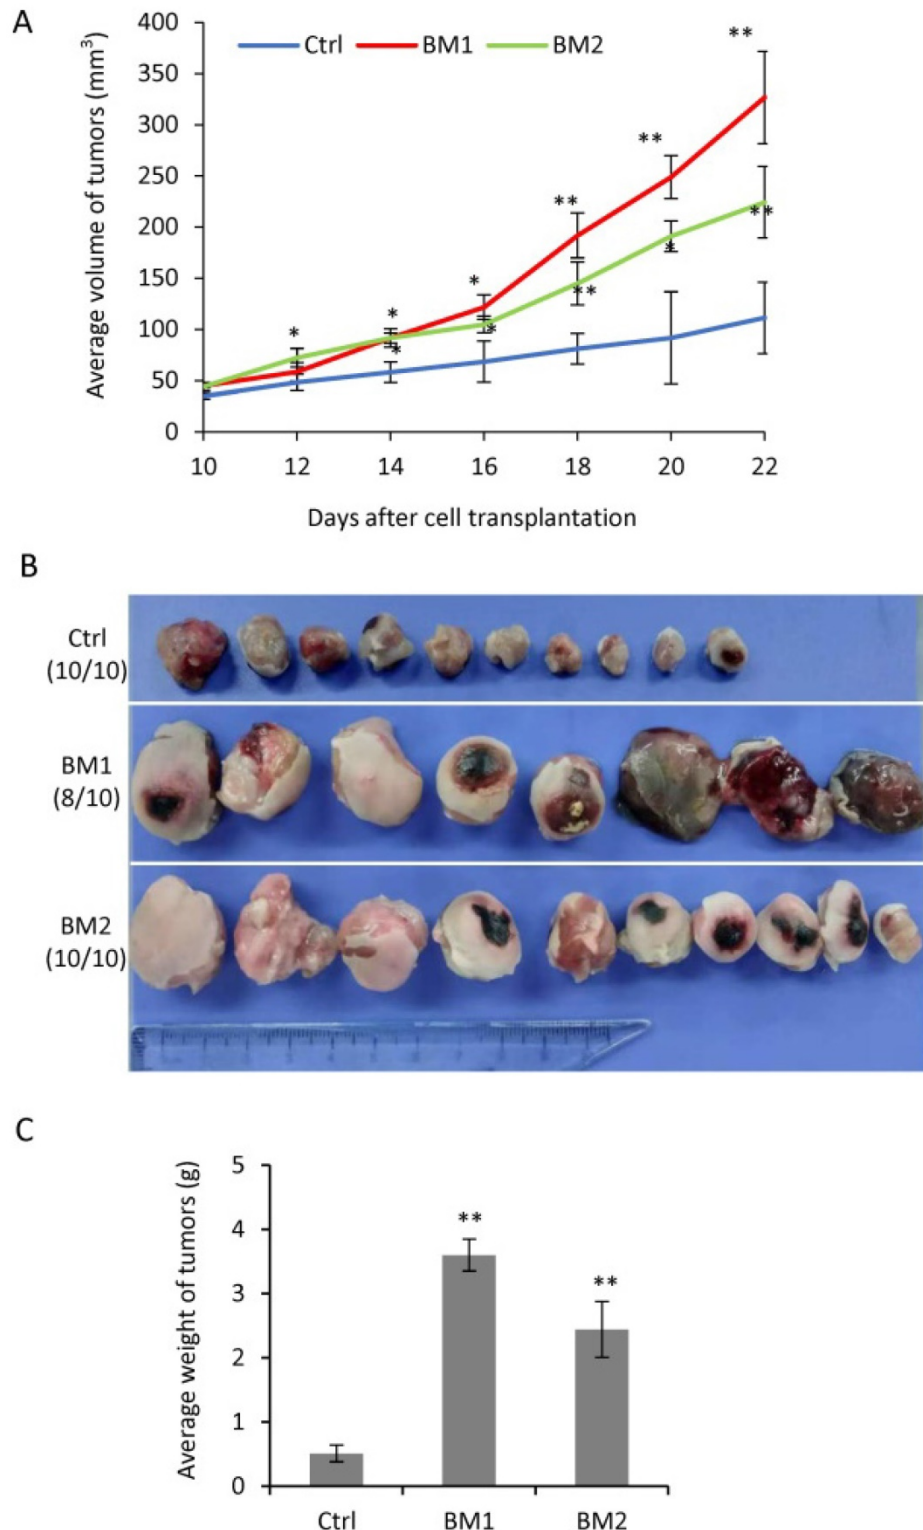 A
Average volume of tumors (mm³)
400
350
300
250
200
150
100
50
0
Ctrl BM1 BM2
**
**
**
*
*
*
*
*
**
*
**
10 12 14 16 18 20 22
Days after cell transplantation
B
Ctrl
(10/10)
BM1
(8/10)
BM2
(10/10)
C
Average weight of tumors (g)
5
4
3
2
1
0
**
**
Ctrl BM1 BM2